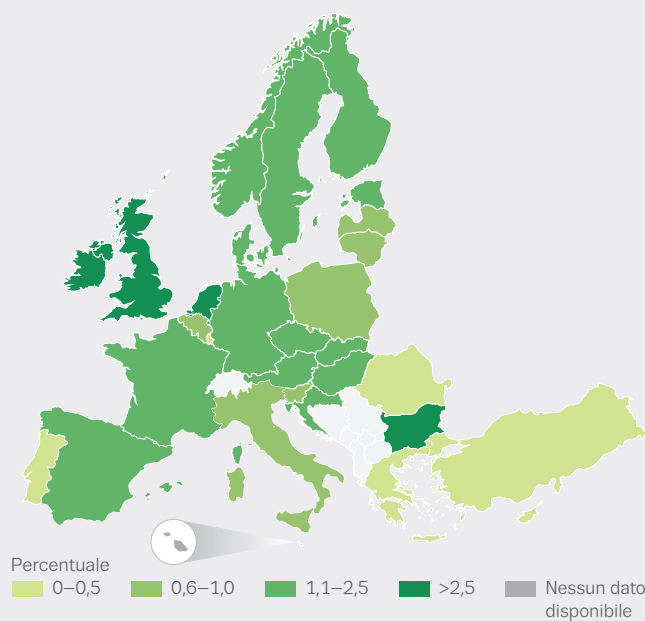 Percentuale
0–0,5
0,6–1,0
1,1–2,5
>2,5
Nessun dato
disponibile